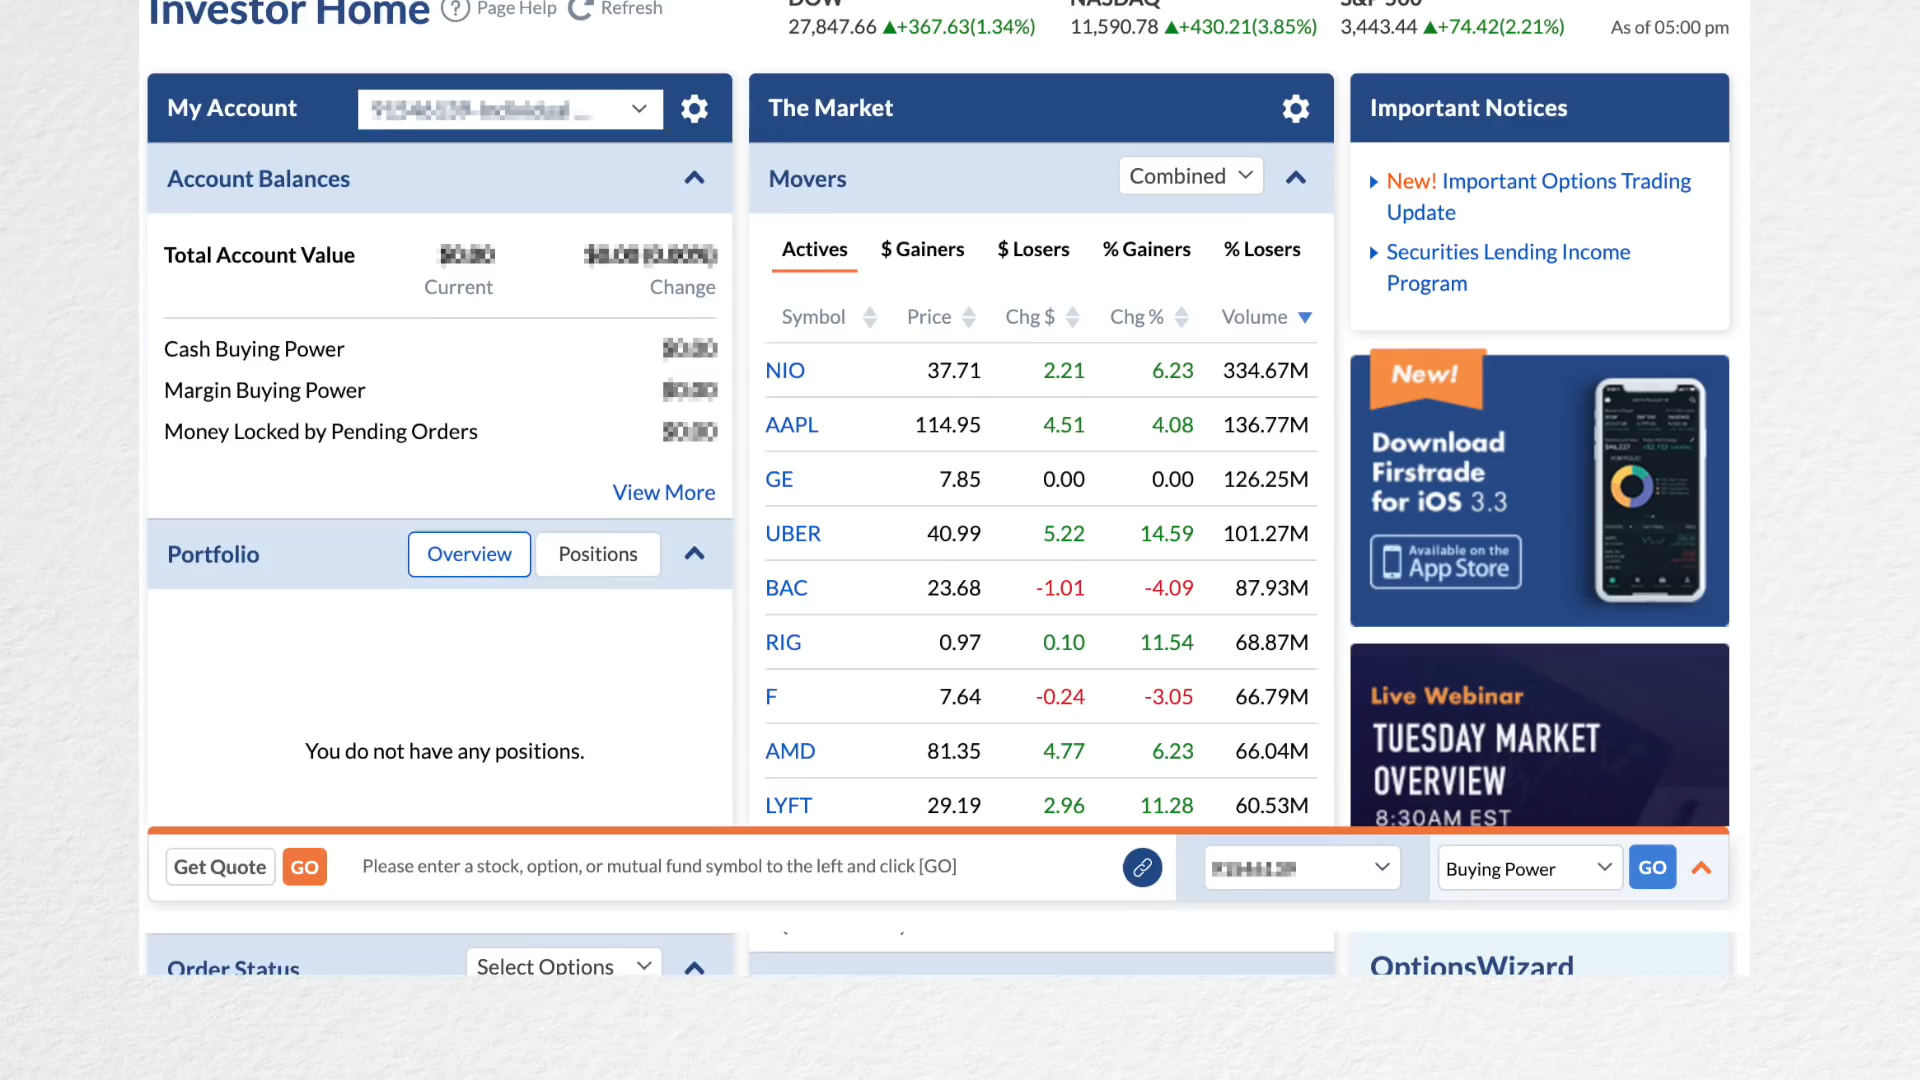 Investor Home Page Help Refresh
DOW NASDAQ S&P 500
27,847.66 ▲+367.63(1.34%) 11,590.78 ▲+430.21(3.85%) 3,443.44 ▲+74.42(2.21%) As of 05:00 pm
My Account
Account Balances
Total Account Value
Current Change
Cash Buying Power
Margin Buying Power
Money Locked by Pending Orders
View More
Portfolio Overview Positions
You do not have any positions.
The Market
Movers Combined
Actives $ Gainers $ Losers % Gainers % Losers
Symbol Price Chg $ Chg % Volume
NIO 37.71 2.21 6.23 334.67M
AAPL 114.95 4.51 4.08 136.77M
GE 7.85 0.00 0.00 126.25M
UBER 40.99 5.22 14.59 101.27M
BAC 23.68 -1.01 -4.09 87.93M
RIG 0.97 0.10 11.54 68.87M
F 7.64 -0.24 -3.05 66.79M
AMD 81.35 4.77 6.23 66.04M
LYFT 29.19 2.96 11.28 60.53M
Important Notices
New! Important Options Trading
Update
Securities Lending Income
Program
New!
Download
Firstrade
for iOS 3.3
Available on the
App Store
Live Webinar
TUESDAY MARKET
OVERVIEW
8:30AM EST
Get Quote GO Please enter a stock, option, or mutual fund symbol to the left and click [GO] Buying Power GO
Order Status Select Options
OptionsWizard